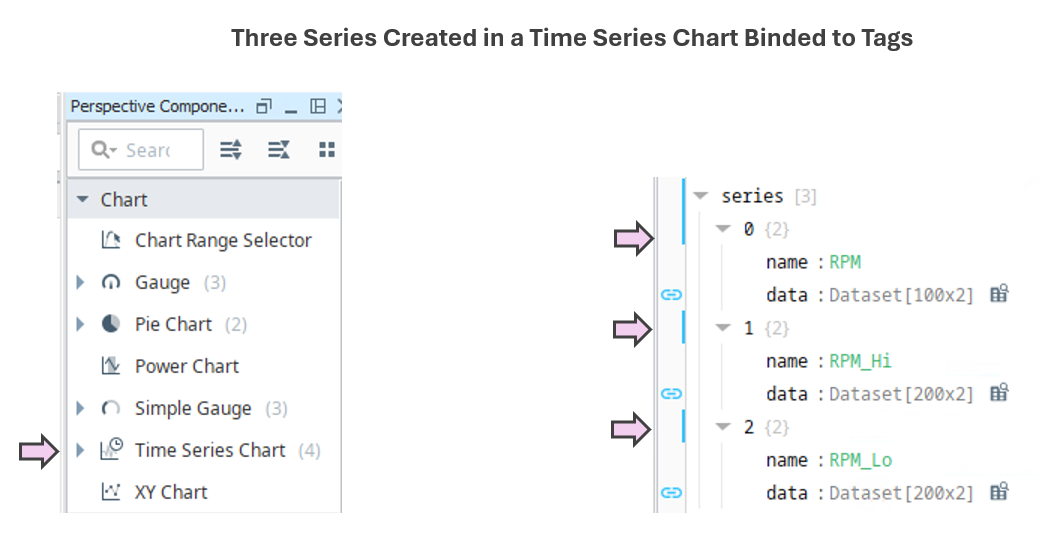 Three Series Created in a Time Series Chart Binded to Tags
Perspective Compone...
Searc
Chart
Chart Range Selector
Gauge (3)
Pie Chart (2)
Power Chart
Simple Gauge (3)
Time Series Chart (4)
XY Chart
series [3]
0 {2}
name : RPM
data : Dataset[100x2]
1 {2}
name : RPM_Hi
data : Dataset[200x2]
2 {2}
name : RPM_Lo
data : Dataset[200x2]